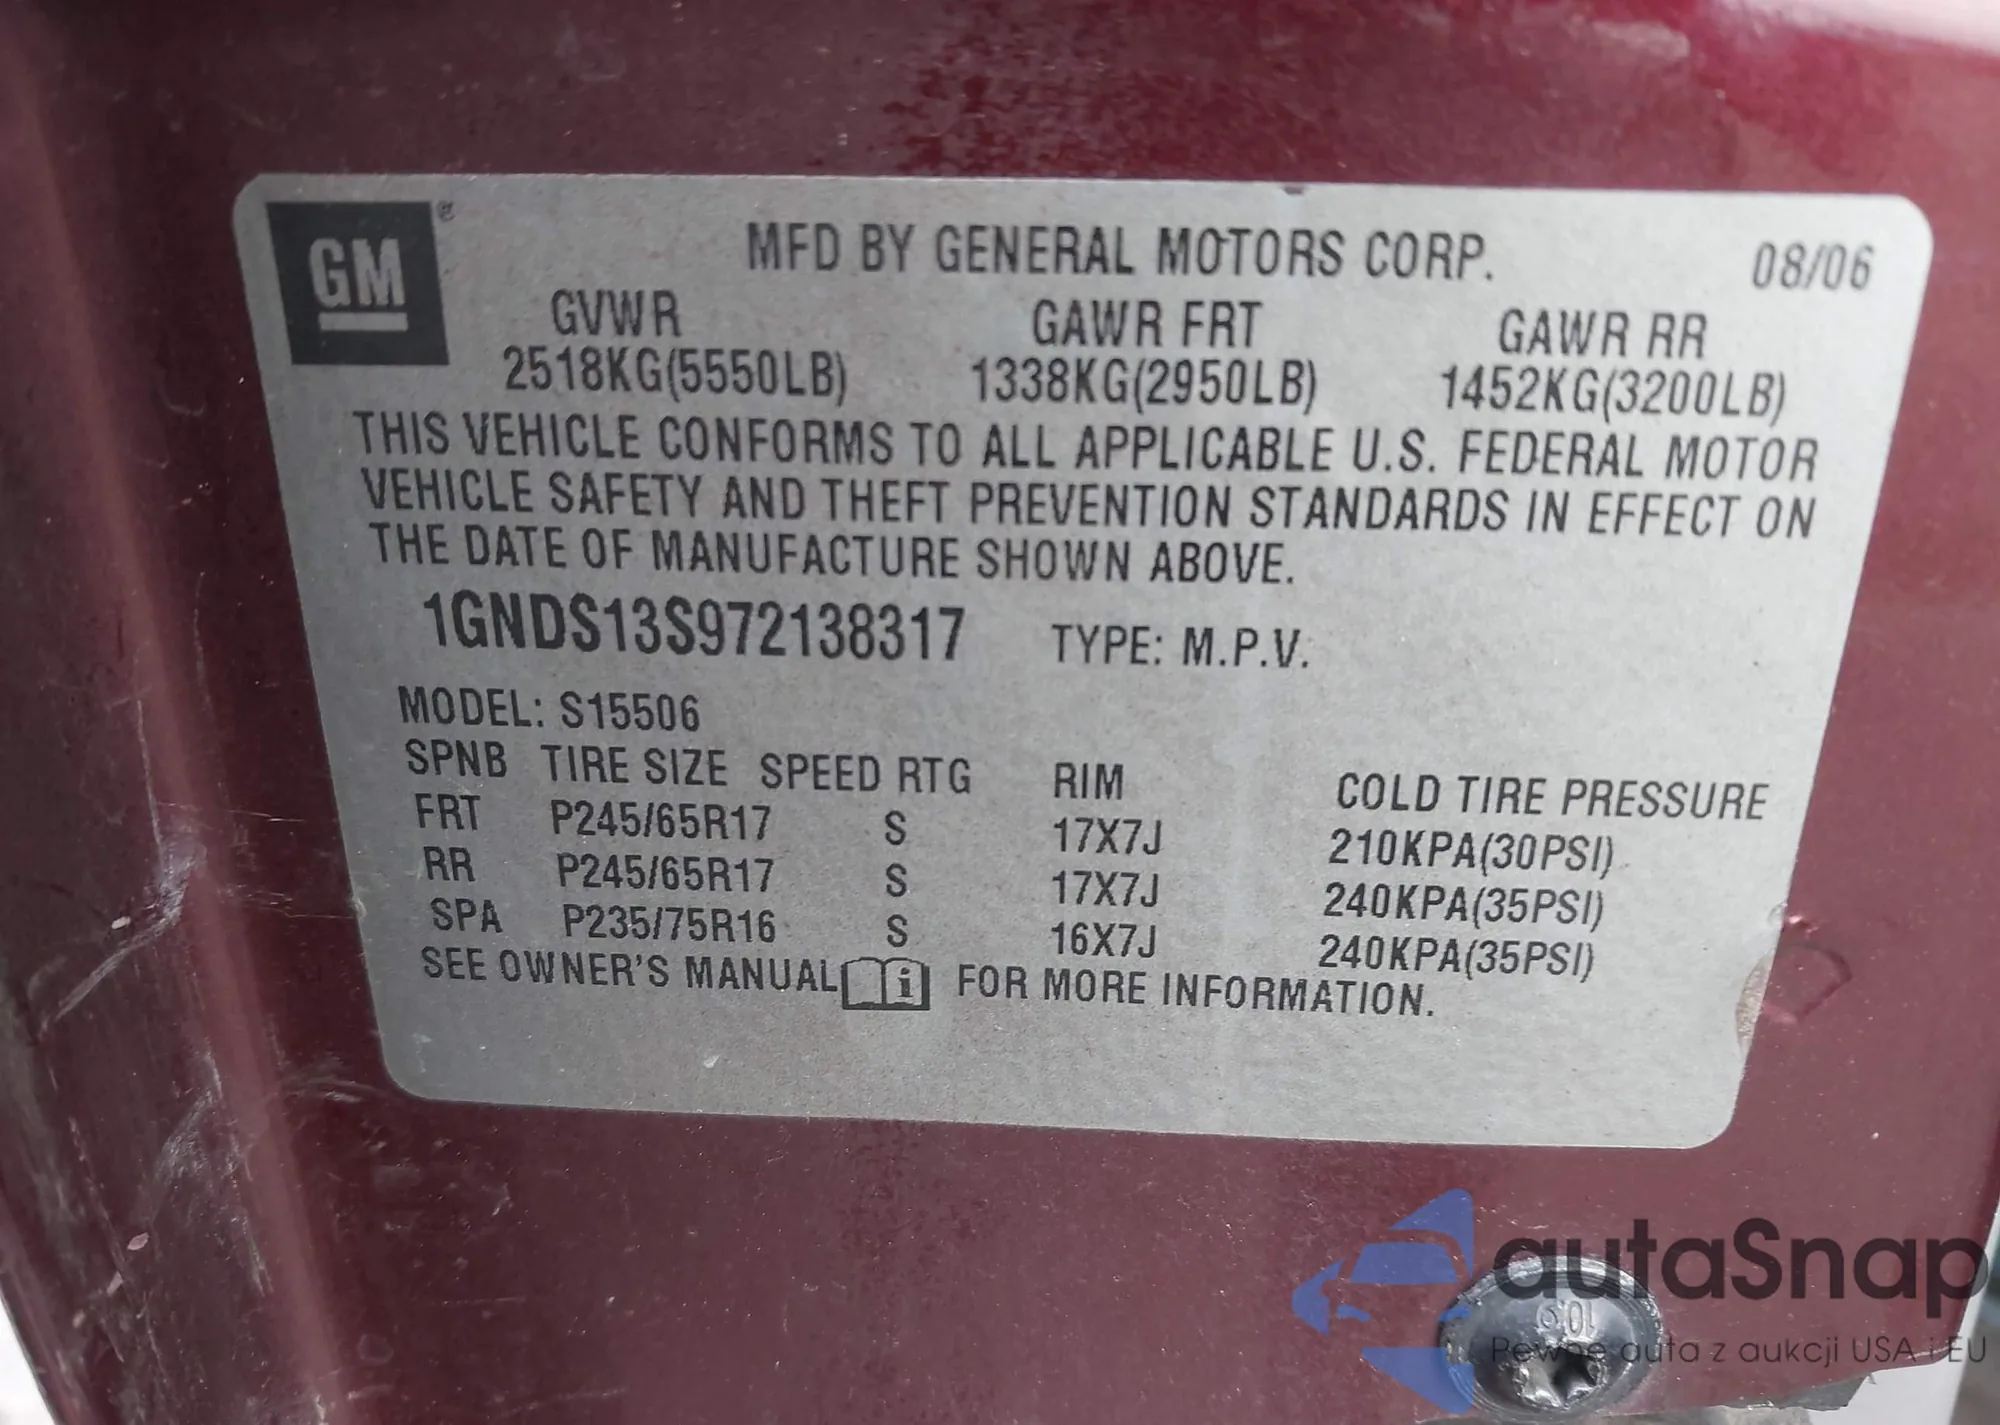 GM ®
MFD BY GENERAL MOTORS CORP. 08/06
GVWR GAWR FRT GAWR RR
2518KG(5550LB) 1338KG(2950LB) 1452KG(3200LB)
THIS VEHICLE CONFORMS TO ALL APPLICABLE U.S. FEDERAL MOTOR
VEHICLE SAFETY AND THEFT PREVENTION STANDARDS IN EFFECT ON
THE DATE OF MANUFACTURE SHOWN ABOVE.
1GNDS13S972138317 TYPE: M.P.V.
MODEL: S15506
SPNB TIRE SIZE SPEED RTG RIM COLD TIRE PRESSURE
FRT P245/65R17 S 17X7J 210KPA(30PSI)
RR P245/65R17 S 17X7J 240KPA(35PSI)
SPA P235/75R16 S 16X7J 240KPA(35PSI)
SEE OWNER'S MANUAL i FOR MORE INFORMATION.
autaSnap
10.9
Pewne auta z aukcji USA i EU